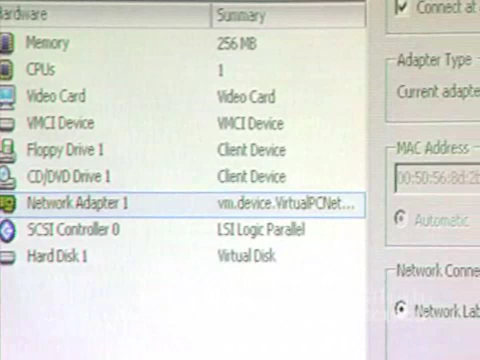 Hardware Summary
Memory 256 MB
CPUs 1
Video Card Video Card
VMCI Device VMCI Device
Floppy Drive 1 Client Device
CD/DVD Drive 1 Client Device
Network Adapter 1 vm.device.VirtualPCNet...
SCSI Controller 0 LSI Logic Parallel
Hard Disk 1 Virtual Disk
Connect at
Adapter Type
Current adapte
MAC Address
00:50:56:8d:2b
Automatic
Network Conne
Network Lab